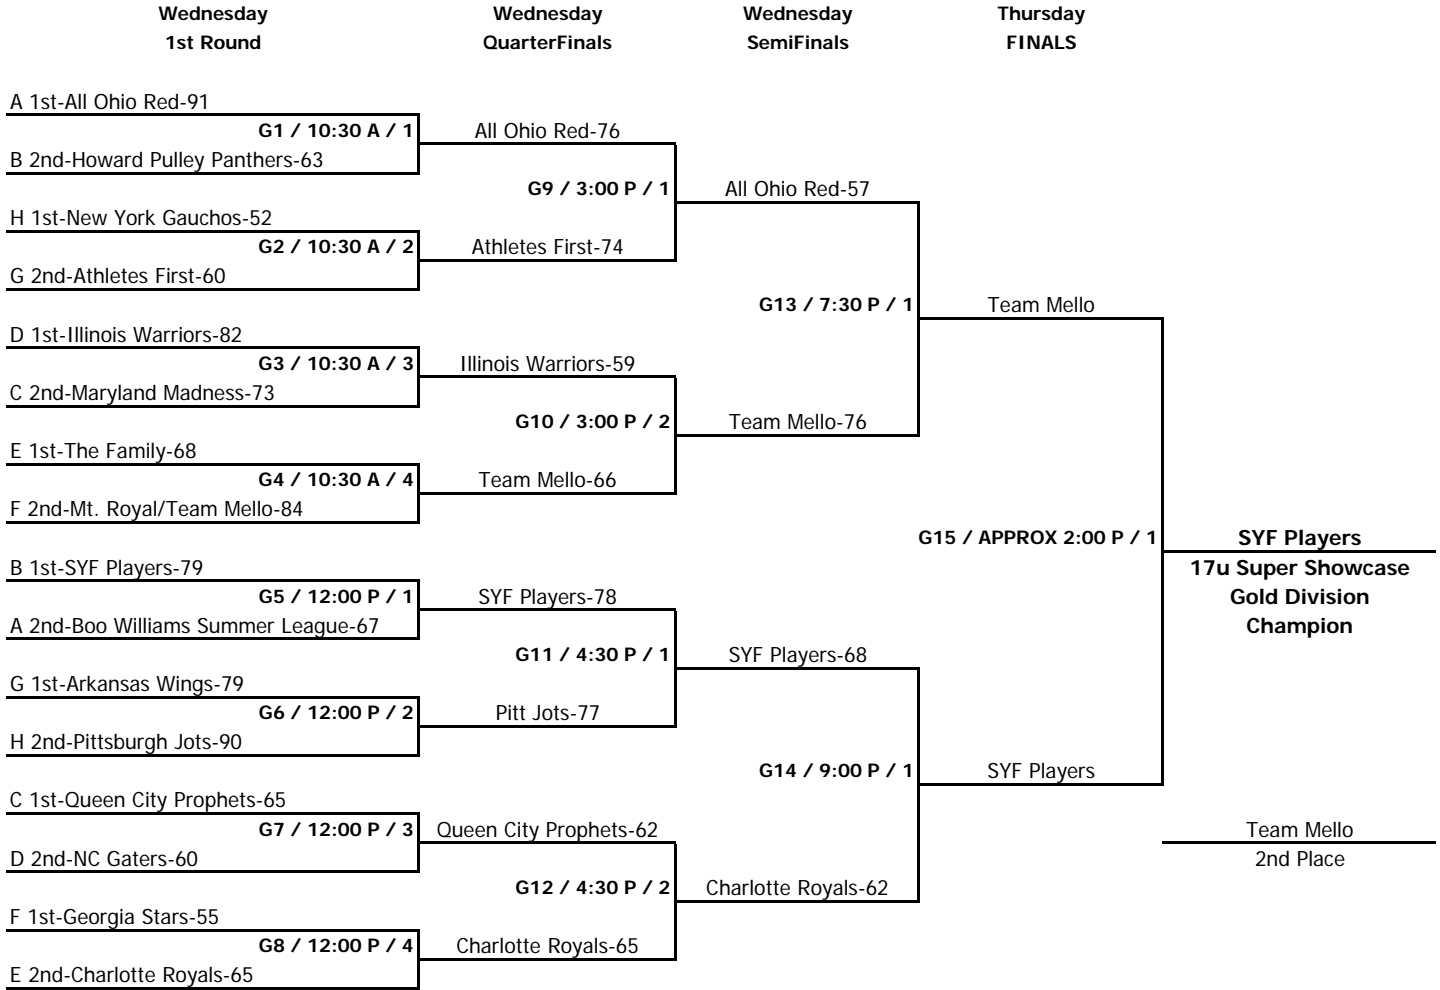 Wednesday
1st Round
Wednesday
QuarterFinals
Wednesday
SemiFinals
Thursday
FINALS
A 1st-All Ohio Red-91
G1 / 10:30 A / 1
B 2nd-Howard Pulley Panthers-63
H 1st-New York Gauchos-52
G2 / 10:30 A / 2
G 2nd-Athletes First-60
D 1st-Illinois Warriors-82
G3 / 10:30 A / 3
C 2nd-Maryland Madness-73
E 1st-The Family-68
G4 / 10:30 A / 4
F 2nd-Mt. Royal/Team Mello-84
B 1st-SYF Players-79
G5 / 12:00 P / 1
A 2nd-Boo Williams Summer League-67
G 1st-Arkansas Wings-79
G6 / 12:00 P / 2
H 2nd-Pittsburgh Jots-90
C 1st-Queen City Prophets-65
G7 / 12:00 P / 3
D 2nd-NC Gaters-60
F 1st-Georgia Stars-55
G8 / 12:00 P / 4
E 2nd-Charlotte Royals-65
All Ohio Red-76
G9 / 3:00 P / 1
Athletes First-74
Illinois Warriors-59
G10 / 3:00 P / 2
Team Mello-66
SYF Players-78
G11 / 4:30 P / 1
Pitt Jots-77
Queen City Prophets-62
G12 / 4:30 P / 2
Charlotte Royals-65
All Ohio Red-57
G13 / 7:30 P / 1
Team Mello-76
SYF Players-68
G14 / 9:00 P / 1
Charlotte Royals-62
Team Mello
G15 / APPROX 2:00 P / 1
SYF Players
SYF Players
17u Super Showcase
Gold Division
Champion
Team Mello
2nd Place